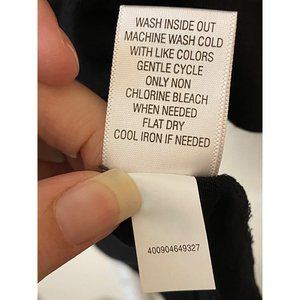 WASH INSIDE OUT
MACHINE WASH COLD
WITH LIKE COLORS
GENTLE CYCLE
ONLY NON
CHLORINE BLEACH
WHEN NEEDED
FLAT DRY
COOL IRON IF NEEDED
400904649327